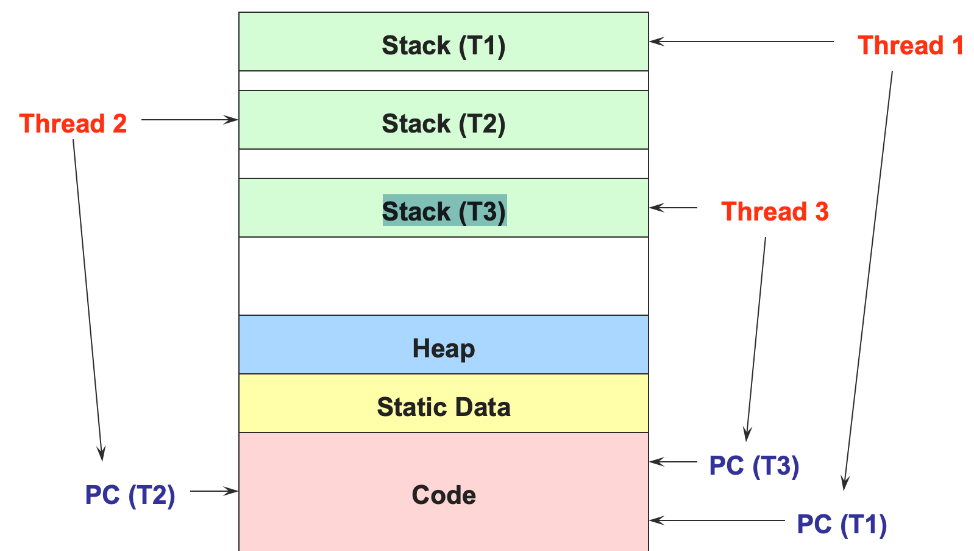 Stack (T1)
Thread 1
Thread 2
Stack (T2)
Stack (T3)
Thread 3
Heap
Static Data
PC (T3)
PC (T2)
Code
PC (T1)